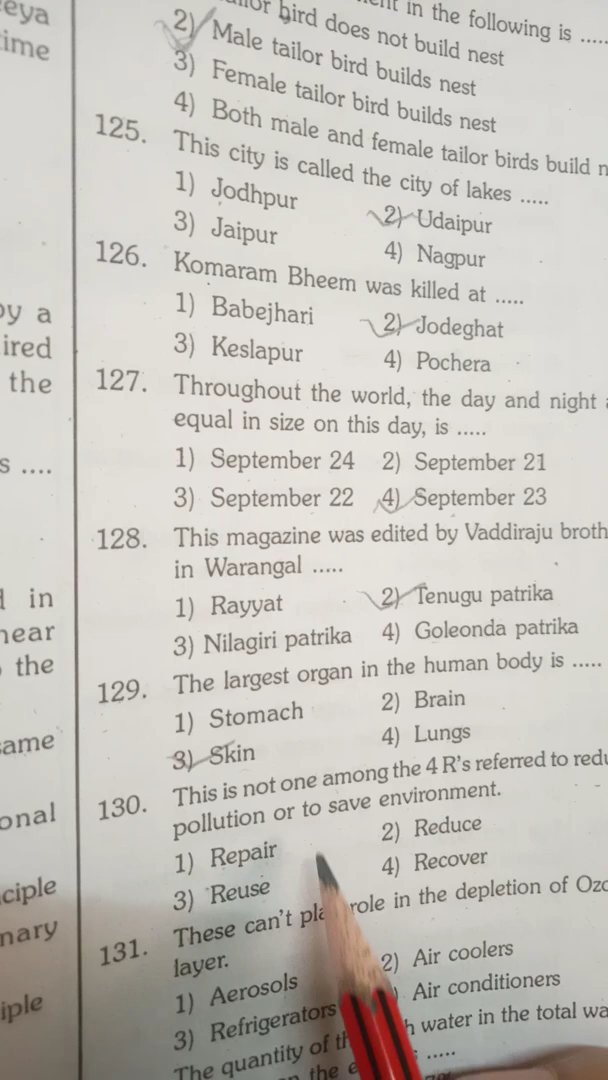 eya
ime
by a
ired
the
s ....
d in
near
the
ame
onal
ciple
nary
iple
in the following is .....
bird does not build nest
2) Male tailor bird builds nest
3) Female tailor bird builds nest
4) Both male and female tailor birds build n
125. This city is called the city of lakes .....
1) Jodhpur 2) Udaipur
3) Jaipur 4) Nagpur
126. Komaram Bheem was killed at .....
1) Babejhari 2) Jodeghat
3) Keslapur 4) Pochera
127. Throughout the world, the day and night
equal in size on this day, is .....
1) September 24 2) September 21
3) September 22 4) September 23
128. This magazine was edited by Vaddiraju broth
in Warangal .....
1) Rayyat 2) Tenugu patrika
3) Nilagiri patrika 4) Goleonda patrika
129. The largest organ in the human body is .....
1) Stomach 2) Brain
3) Skin 4) Lungs
130. This is not one among the 4 R's referred to redu
pollution or to save environment.
1) Repair 2) Reduce
3) Reuse 4) Recover
131. These can't pla role in the depletion of Ozo
layer.
1) Aerosols 2) Air coolers
3) Refrigerators ) Air conditioners
The quantity of th h water in the total wa
the e .....